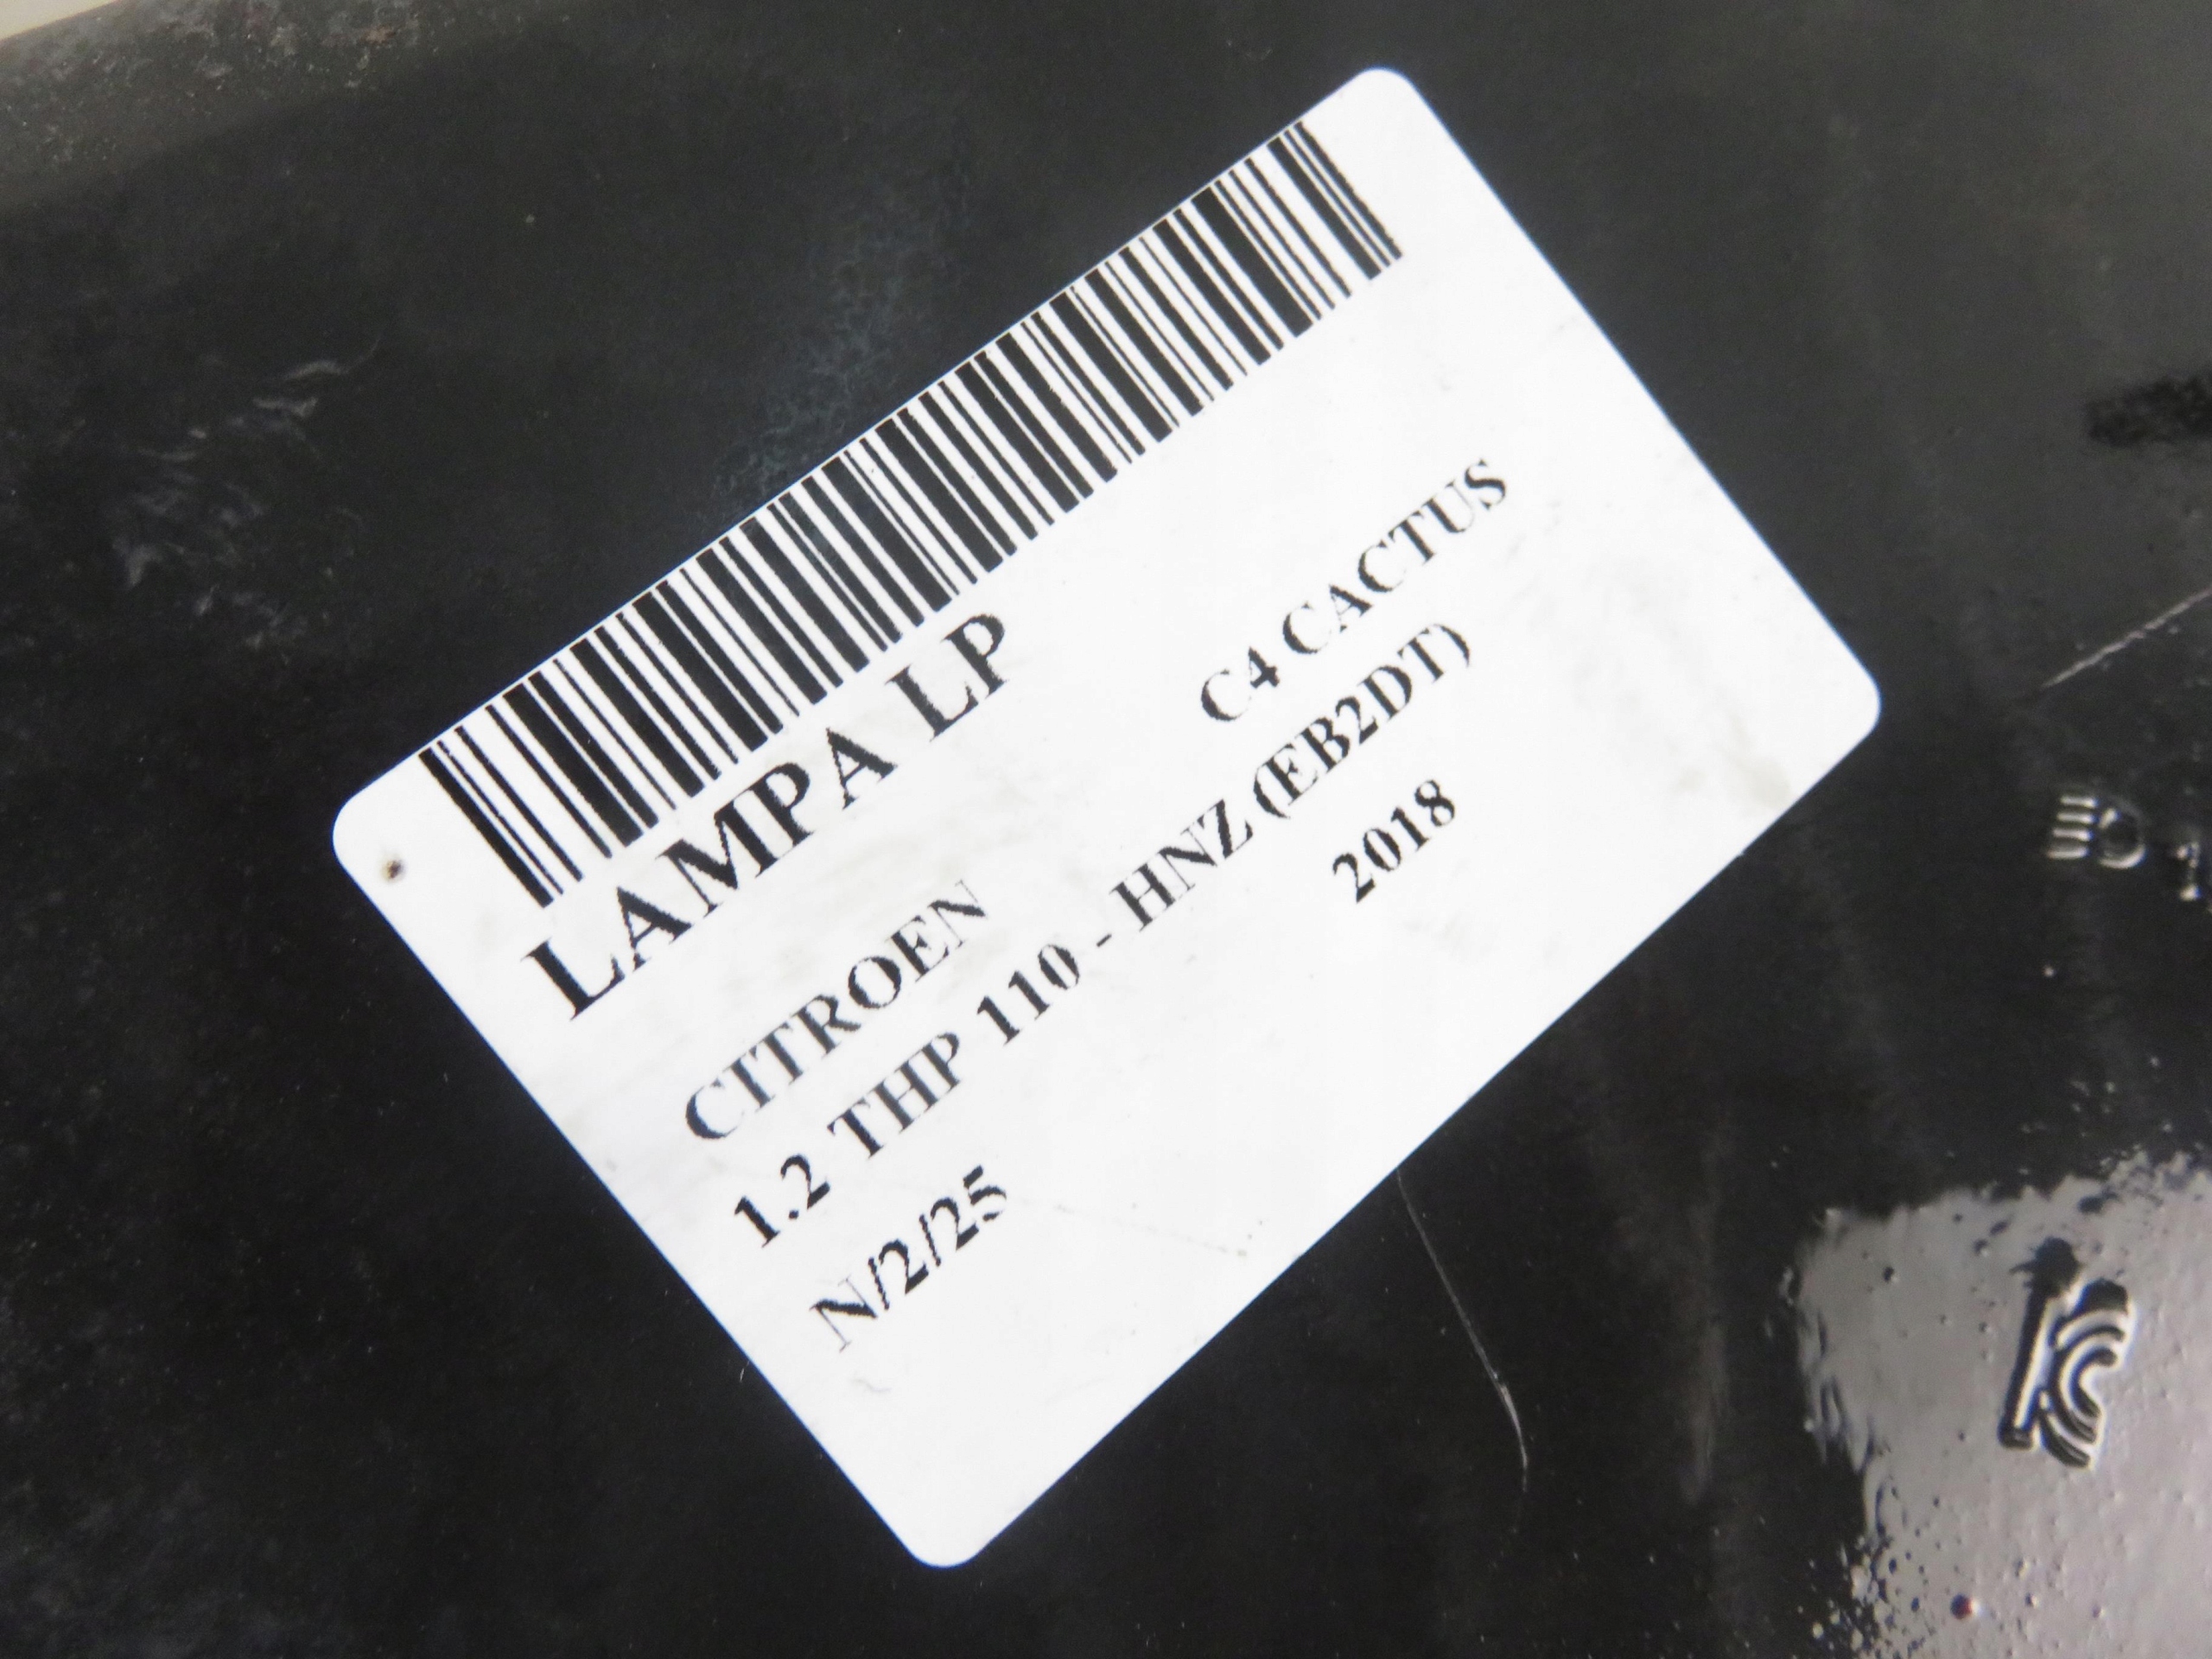 LAMPA LP
CITROEN C4 CACTUS
1.2 THP 110 - HNZ (EB2DT)
N/2/25 2018